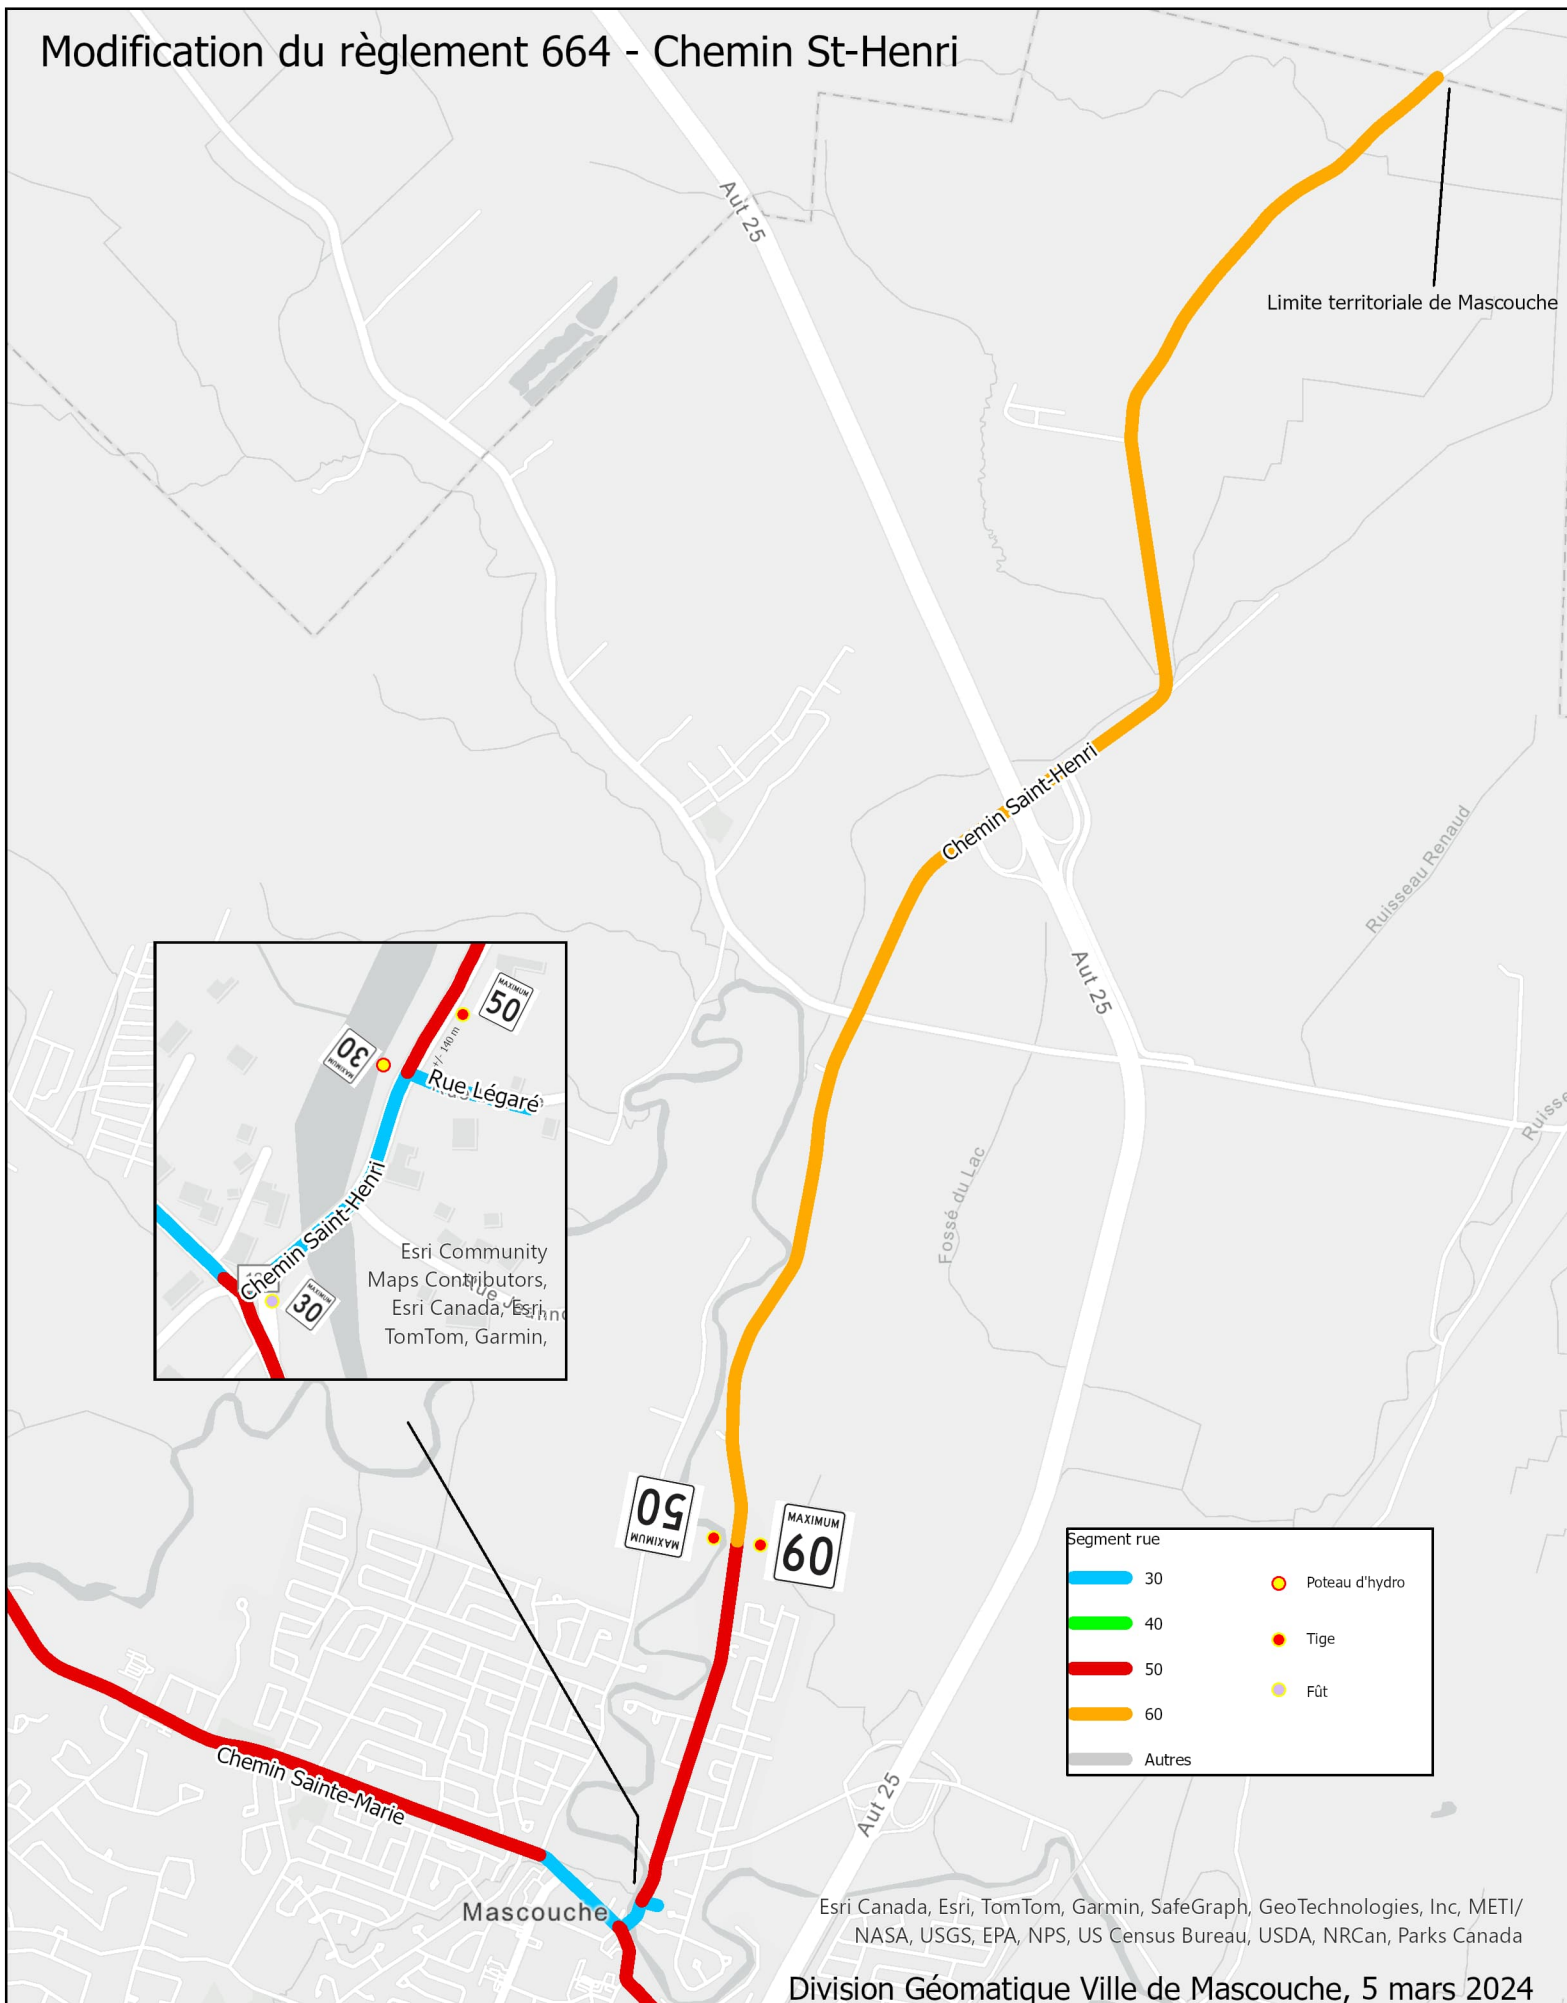 Modification du règlement 664 - Chemin St-Henri
Aut 25
Limite territoriale de Mascouche
Chemin Saint-Henri
Ruisseau Renaud
Aut 25
MAXIMUM
50
MAXIMUM
30
+/- 140 m
Rue Légaré
Chemin Saint-Henri
MAXIMUM
30
Esri Community
Maps Contributors,
Esri Canada, Esri,
TomTom, Garmin,
Fossé du Lac
MAXIMUM
50
MAXIMUM
60
Segment rue
30
40
50
60
Autres
Poteau d'hydro
Tige
Fût
Chemin Sainte-Marie
Aut 25
Mascouche
Esri Canada, Esri, TomTom, Garmin, SafeGraph, GeoTechnologies, Inc, METI/
NASA, USGS, EPA, NPS, US Census Bureau, USDA, NRCan, Parks Canada
Division Géomatique Ville de Mascouche, 5 mars 2024